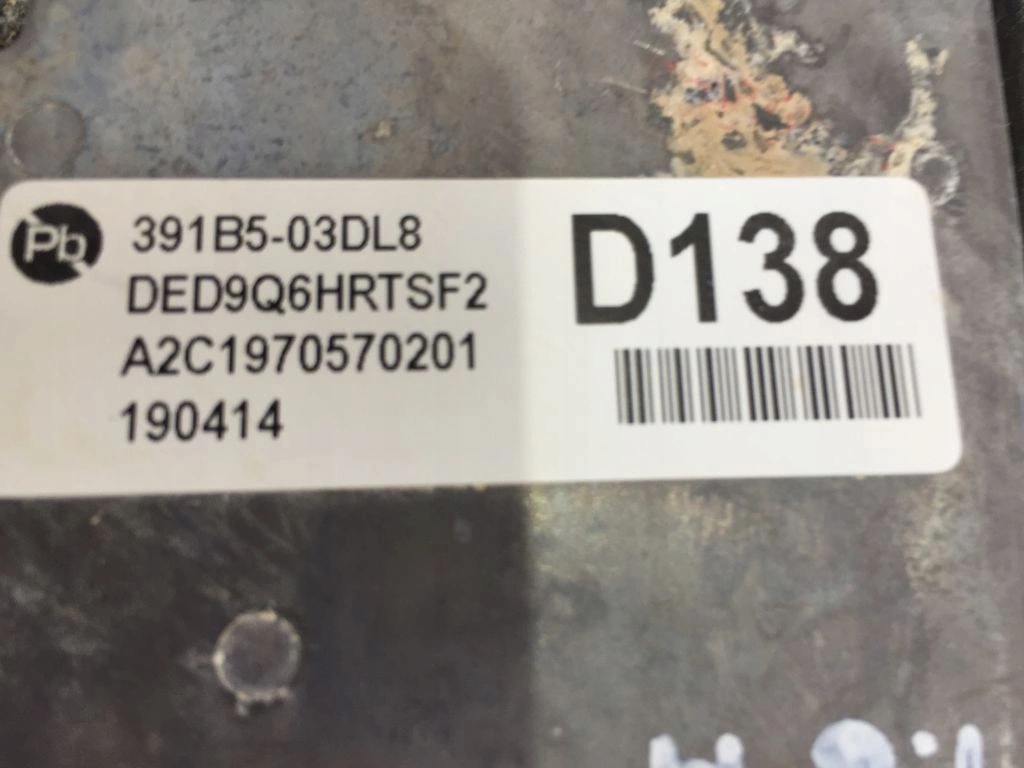 Pb
391B5-03DL8
DED9Q6HRTSF2
A2C1970570201
190414
D138